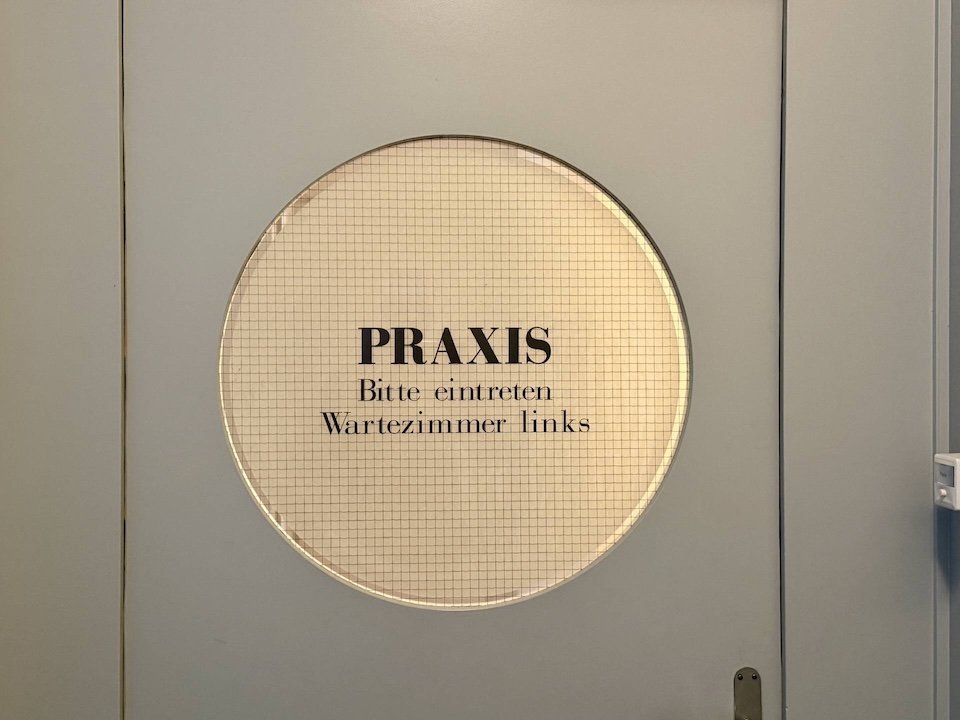 PRAXIS
Bitte eintreten
Wartezimmer links